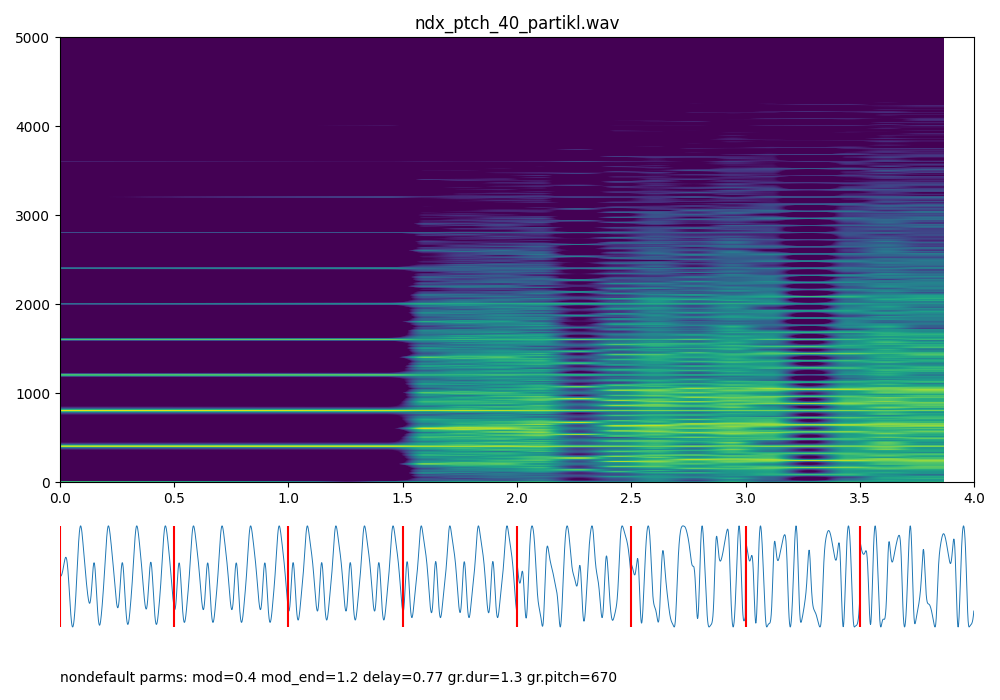 ndx_ptch_40_partikl.wav
5000
4000
3000
2000
1000
0
0.0 0.5 1.0 1.5 2.0 2.5 3.0 3.5 4.0
nondefault parms: mod=0.4 mod_end=1.2 delay=0.77 gr.dur=1.3 gr.pitch=670